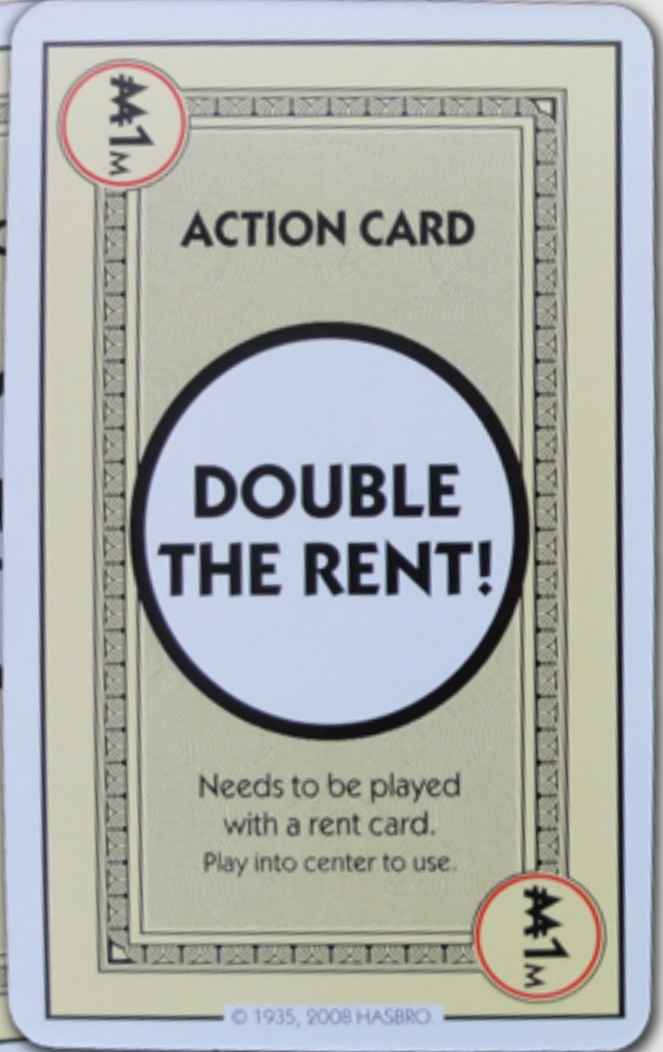 ₩1M
ACTION CARD
DOUBLE
THE RENT!
Needs to be played
with a rent card.
Play into center to use.
₩1M
© 1935, 2008 HASBRO.